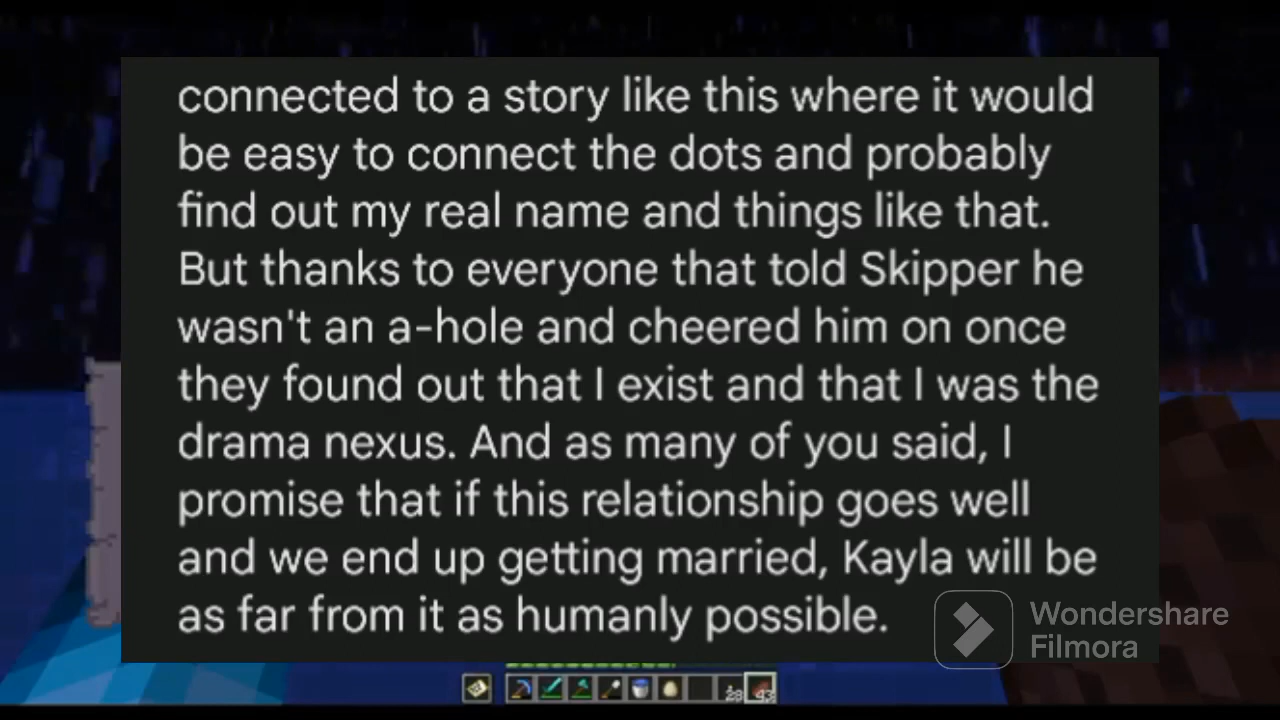 connected to a story like this where it would
be easy to connect the dots and probably
find out my real name and things like that.
But thanks to everyone that told Skipper he
wasn't an a-hole and cheered him on once
they found out that I exist and that I was the
drama nexus. And as many of you said, I
promise that if this relationship goes well
and we end up getting married, Kayla will be
as far from it as humanly possible.
Wondershare
Filmora
28
43